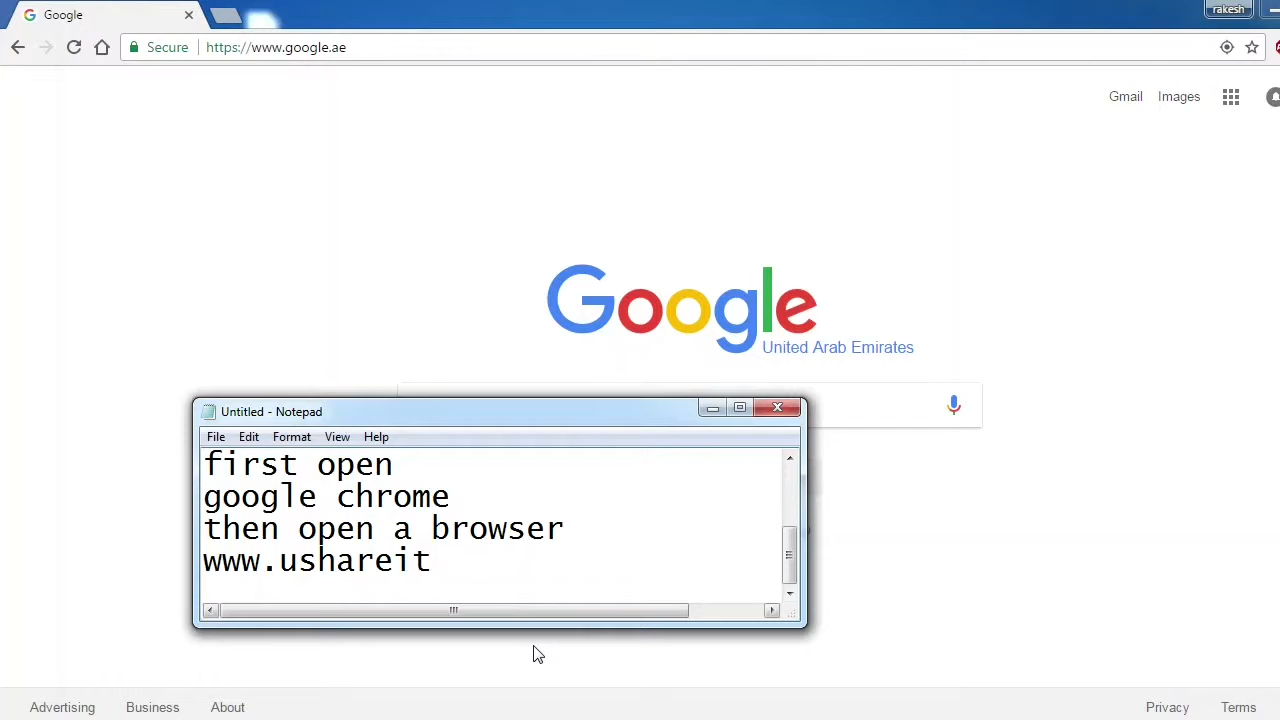 Google
rakesh
Secure
https://www.google.ae
Gmail
Images
Google
United Arab Emirates
Untitled - Notepad
File Edit Format View Help
first open
google chrome
then open a browser
www.ushareit
Advertising Business About
Privacy Terms